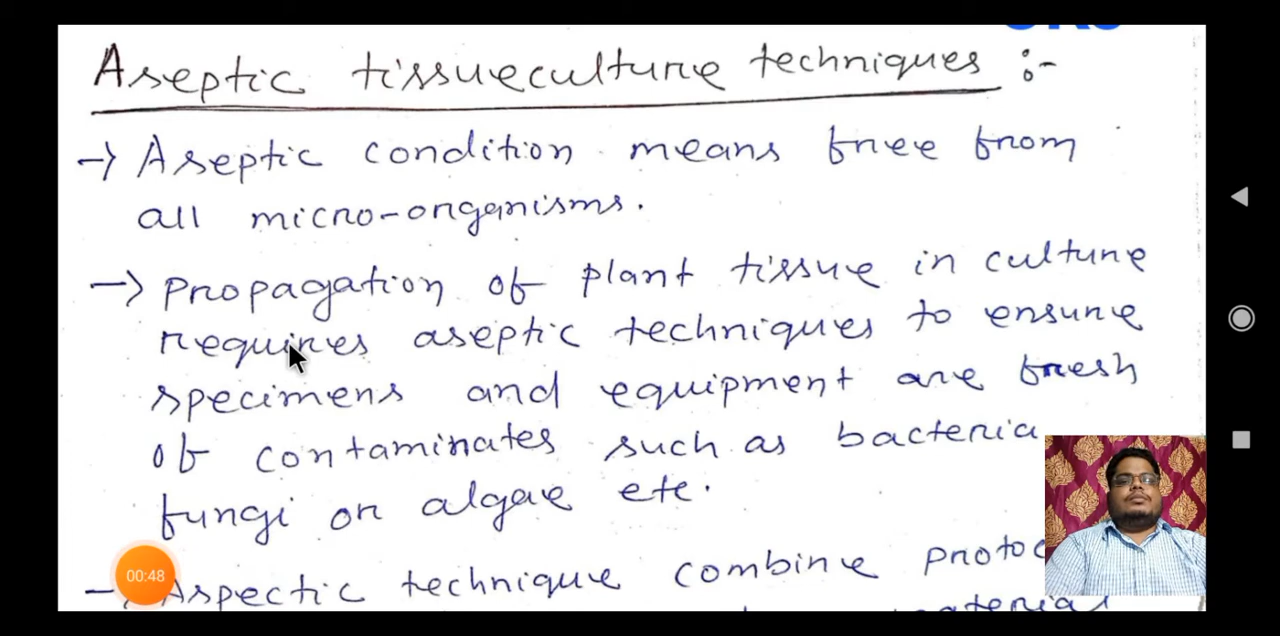 Aseptic tissueculture techniques :-
→ Aseptic condition means free from
all micro-organisms.
→ Propagation of plant tissue in culture
requires aseptic techniques to ensure
specimens and equipment are fresh
of contaminates such as bacteria
fungi or algae etc.
→ Aspectic technique combine
00:48